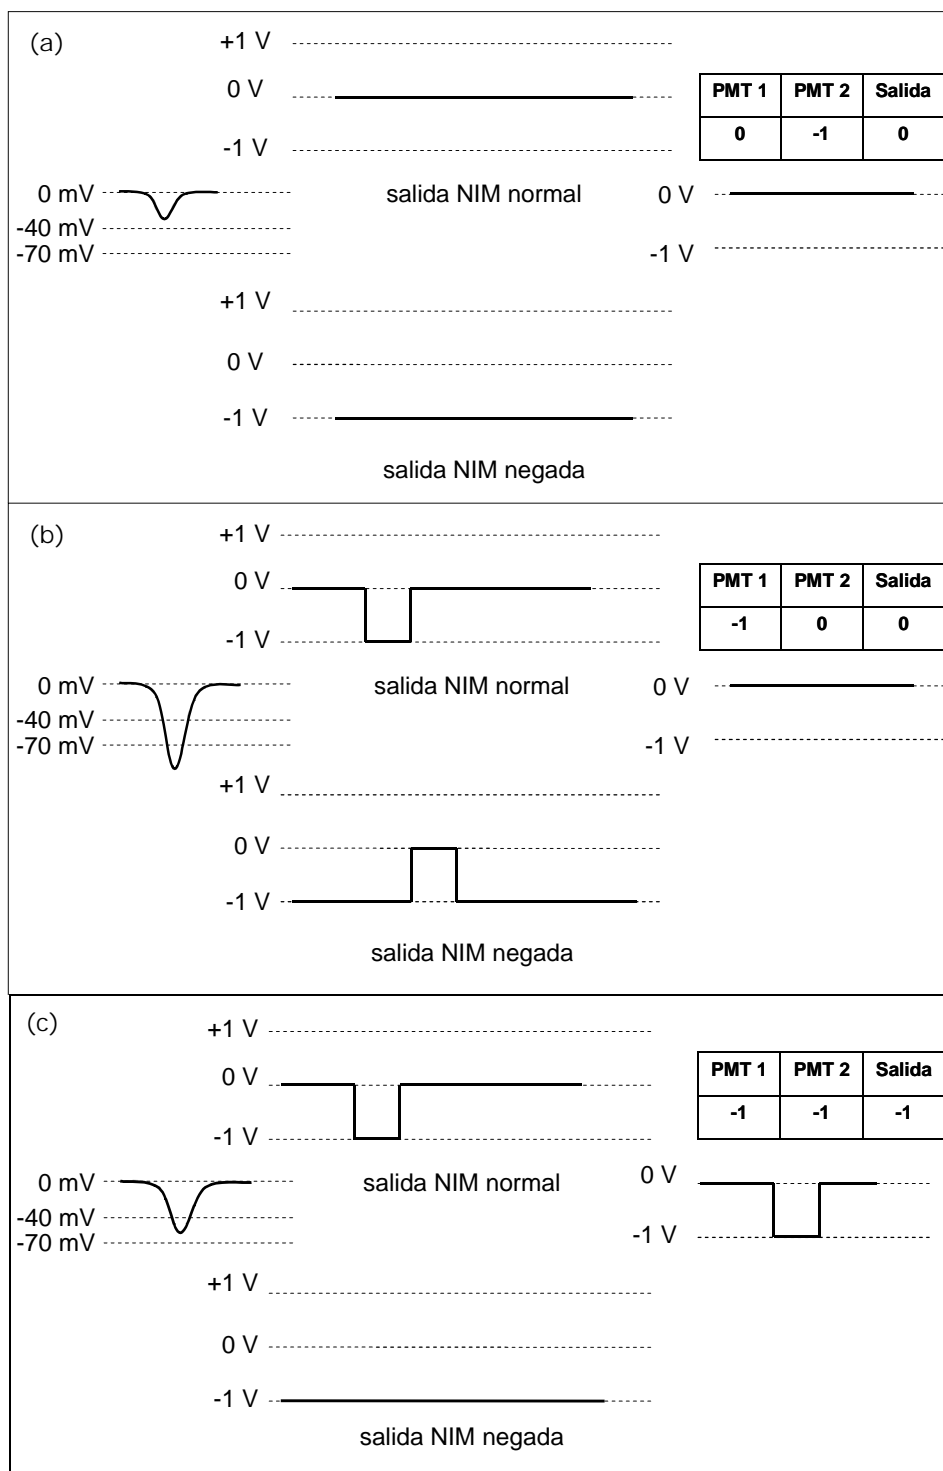 (a)
+1 V
0 V
-1 V
PMT 1 PMT 2 Salida
0 -1 0
0 mV
-40 mV
-70 mV
salida NIM normal
0 V
-1 V
+1 V
0 V
-1 V
salida NIM negada
(b)
+1 V
0 V
-1 V
PMT 1 PMT 2 Salida
-1 0 0
0 mV
-40 mV
-70 mV
salida NIM normal
0 V
-1 V
+1 V
0 V
-1 V
salida NIM negada
(c)
+1 V
0 V
-1 V
PMT 1 PMT 2 Salida
-1 -1 -1
0 mV
-40 mV
-70 mV
salida NIM normal
0 V
-1 V
+1 V
0 V
-1 V
salida NIM negada